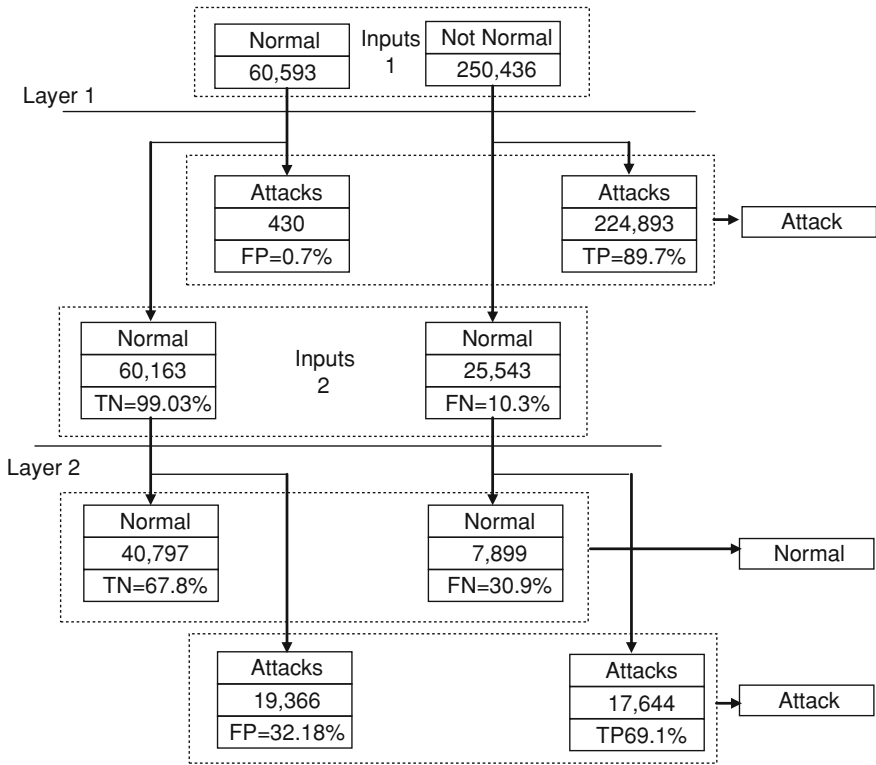 Normal
60,593
Inputs
1
Not Normal
250,436
Layer 1
Attacks
430
FP=0.7%
Attacks
224,893
TP=89.7%
Attack
Normal
60,163
TN=99.03%
Inputs
2
Normal
25,543
FN=10.3%
Layer 2
Normal
40,797
TN=67.8%
Normal
7,899
FN=30.9%
Normal
Attacks
19,366
FP=32.18%
Attacks
17,644
TP69.1%
Attack